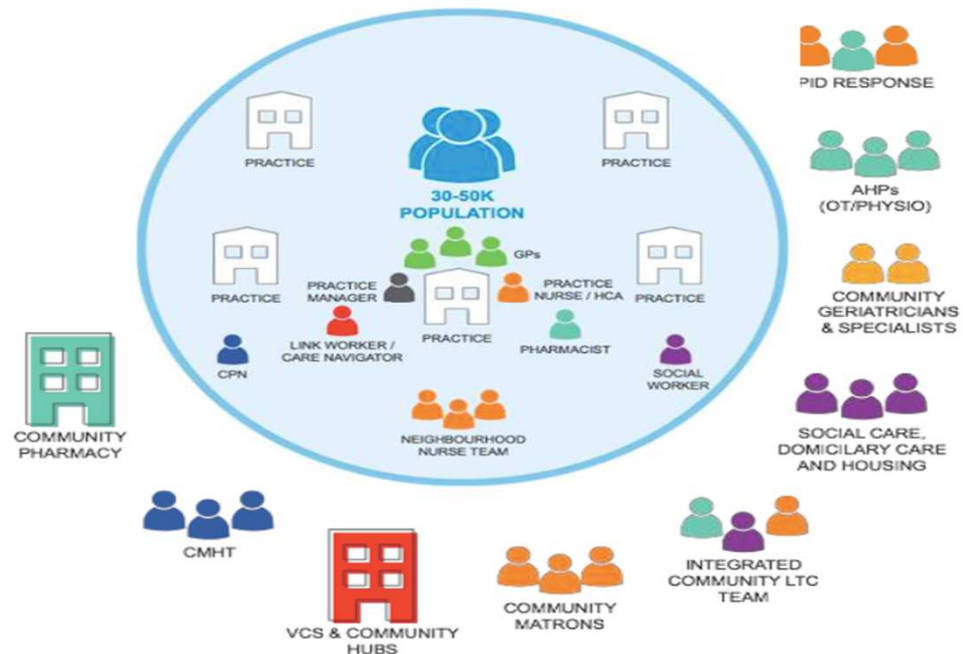 PID RESPONSE
PRACTICE
PRACTICE
30-50K
POPULATION
AHPs
(OT/PHYSIO)
GPs
PRACTICE
PRACTICE
MANAGER
PRACTICE
NURSE / HCA
PRACTICE
COMMUNITY
GERIATRICIANS
& SPECIALISTS
PRACTICE
LINK WORKER /
CARE NAVIGATOR
PHARMACIST
CPN
SOCIAL
WORKER
COMMUNITY
PHARMACY
NEIGHBOURHOOD
NURSE TEAM
SOCIAL CARE,
DOMICILARY CARE
AND HOUSING
CMHT
INTEGRATED
COMMUNITY LTC
TEAM
COMMUNITY
MATRONS
VCS & COMMUNITY
HUBS